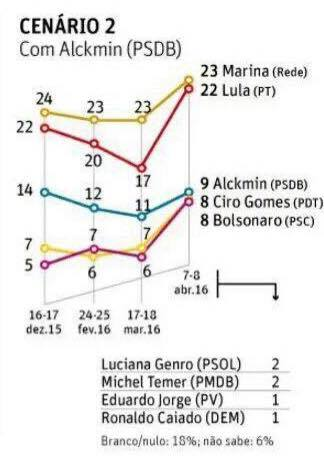 CENÁRIO 2
Com Alckmin (PSDB)
23 Marina (Rede)
24 23 23
22 Lula (PT)
22 20 17
14 12 11
9 Alckmin (PSDB)
8 Ciro Gomes (PDT)
8 Bolsonaro (PSC)
7 7 7
5 6 6
7-8
abr.16
16-17 24-25 17-18
dez.15 fev.16 mar.16
Luciana Genro (PSOL) 2
Michel Temer (PMDB) 2
Eduardo Jorge (PV) 1
Ronaldo Caiado (DEM) 1
Branco/nulo: 18%; não sabe: 6%